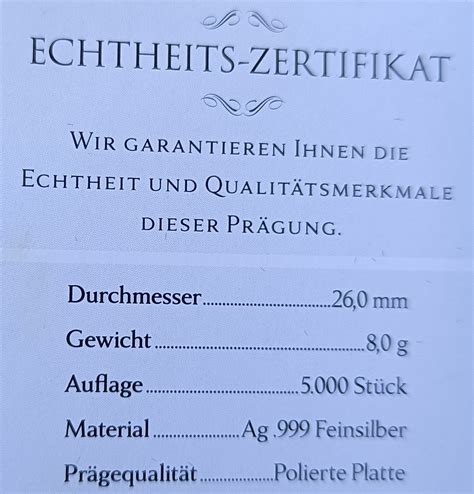 ECHTHEITS-ZERTIFIKAT
WIR GARANTIEREN IHNEN DIE
ECHTHEIT UND QUALITÄTSMERKMALE
DIESER PRÄGUNG.
Durchmesser..........................26,0 mm
Gewicht..........................................8,0 g
Auflage................................5.000 Stück
Material..................Ag .999 Feinsilber
Prägequalität...............Polierte Platte